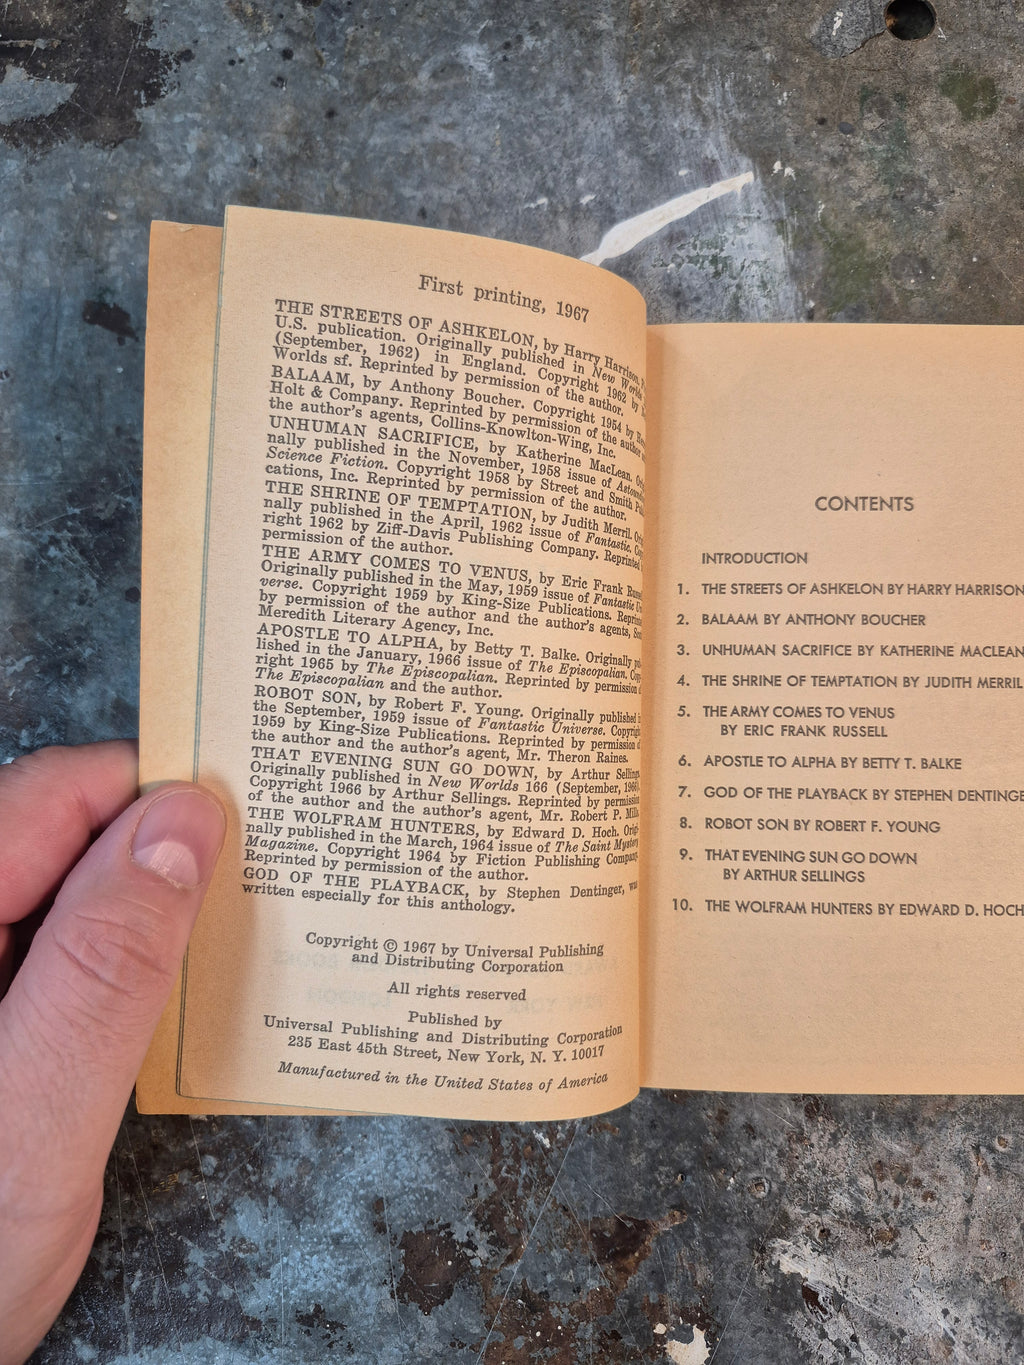 First printing, 1967
THE STREETS OF ASHKELON, by Harry Harrison.
U.S. publication. Originally published in New Worlds
(September, 1962) in England. Copyright 1962 by
Worlds sf. Reprinted by permission of the author.
BALAAM, by Anthony Boucher. Copyright 1954 by
Holt & Company. Reprinted by permission of the author
the author's agents, Collins-Knowlton-Wing, Inc.
UNHUMAN SACRIFICE, by Katherine MacLean.
nally published in the November, 1958 issue of
Science Fiction. Copyright 1958 by Street and Smith
cations, Inc. Reprinted by permission of the author.
THE SHRINE OF TEMPTATION, by Judith Merril.
nally published in the April, 1962 issue of Fantastic.
right 1962 by Ziff-Davis Publishing Company. Reprinted
permission of the author.
THE ARMY COMES TO VENUS, by Eric Frank
Originally published in the May, 1959 issue of Fantastic
verse. Copyright 1959 by King-Size Publications.
by permission of the author and the author's agents,
Meredith Literary Agency, Inc.
APOSTLE TO ALPHA, by Betty T. Balke. Originally
lished in the January, 1966 issue of The Episcopalian.
right 1965 by The Episcopalian. Reprinted by permission
The Episcopalian and the author.
ROBOT SON, by Robert F. Young. Originally published
the September, 1959 issue of Fantastic Universe.
1959 by King-Size Publications. Reprinted by permission
the author and the author's agent, Mr. Theron Raines.
THAT EVENING SUN GO DOWN, by Arthur Sellings.
Originally published in New Worlds 166 (September, 1966).
Copyright 1966 by Arthur Sellings. Reprinted by permission
of the author and the author's agent, Mr. Robert P. Mills.
THE WOLFRAM HUNTERS, by Edward D. Hoch. Origi-
nally published in the March, 1964 issue of The Saint Mystery
Magazine. Copyright 1964 by Fiction Publishing Company.
Reprinted by permission of the author.
GOD OF THE PLAYBACK, by Stephen Dentinger, was
written especially for this anthology.
Copyright © 1967 by Universal Publishing
and Distributing Corporation
All rights reserved
Published by
Universal Publishing and Distributing Corporation
235 East 45th Street, New York, N. Y. 10017
Manufactured in the United States of America
CONTENTS
INTRODUCTION
1. THE STREETS OF ASHKELON BY HARRY HARRISON
2. BALAAM BY ANTHONY BOUCHER
3. UNHUMAN SACRIFICE BY KATHERINE MACLEAN
4. THE SHRINE OF TEMPTATION BY JUDITH MERRIL
5. THE ARMY COMES TO VENUS
BY ERIC FRANK RUSSELL
6. APOSTLE TO ALPHA BY BETTY T. BALKE
7. GOD OF THE PLAYBACK BY STEPHEN DENTINGE
8. ROBOT SON BY ROBERT F. YOUNG
9. THAT EVENING SUN GO DOWN
BY ARTHUR SELLINGS
10. THE WOLFRAM HUNTERS BY EDWARD D. HOCH